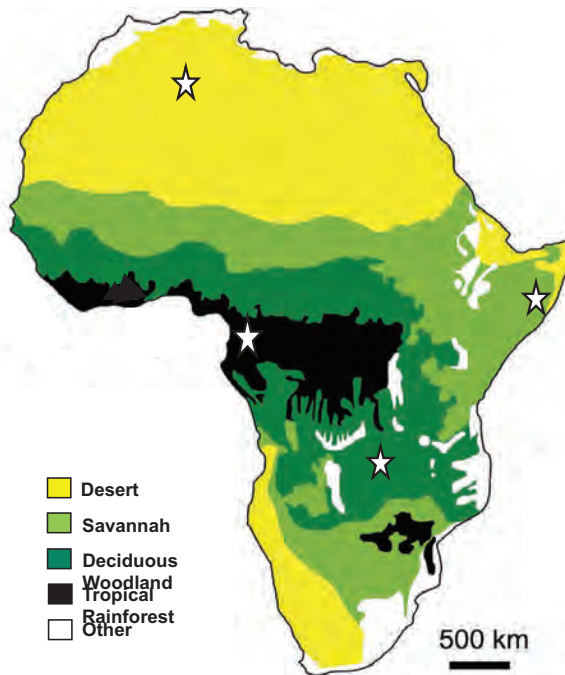 Desert
Savannah
Deciduous
Woodland
Tropical
Rainforest
Other
500 km